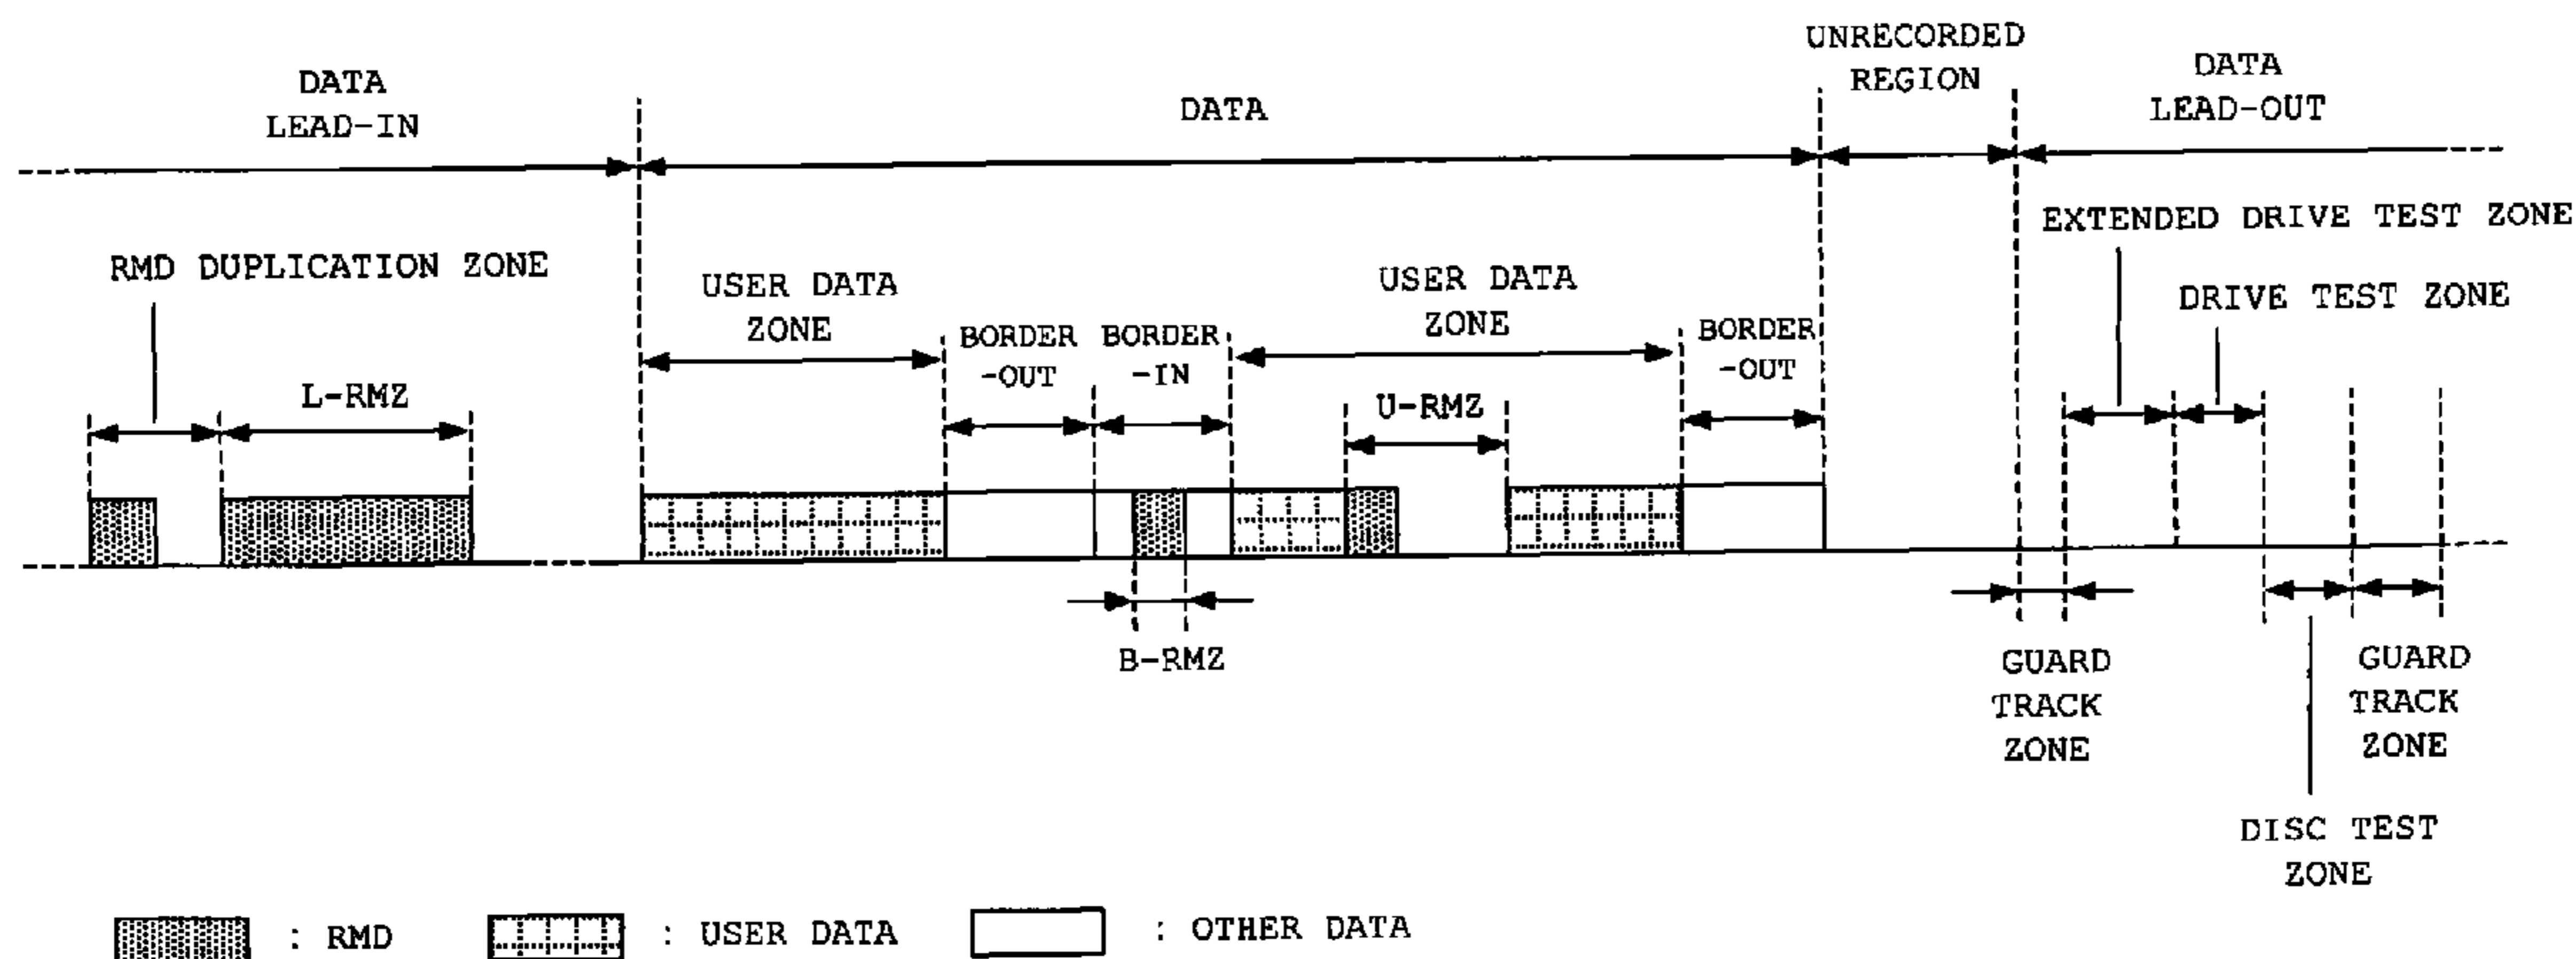 UNRECORDED
REGION
DATA
LEAD-IN
DATA
DATA
LEAD-OUT
EXTENDED DRIVE TEST ZONE
RMD DUPLICATION ZONE
USER DATA
ZONE
USER DATA
ZONE
DRIVE TEST ZONE
BORDER
-OUT
BORDER
-IN
BORDER
-OUT
L-RMZ
U-RMZ
B-RMZ
GUARD
TRACK
ZONE
GUARD
TRACK
ZONE
DISC TEST
ZONE
: RMD
: USER DATA
: OTHER DATA